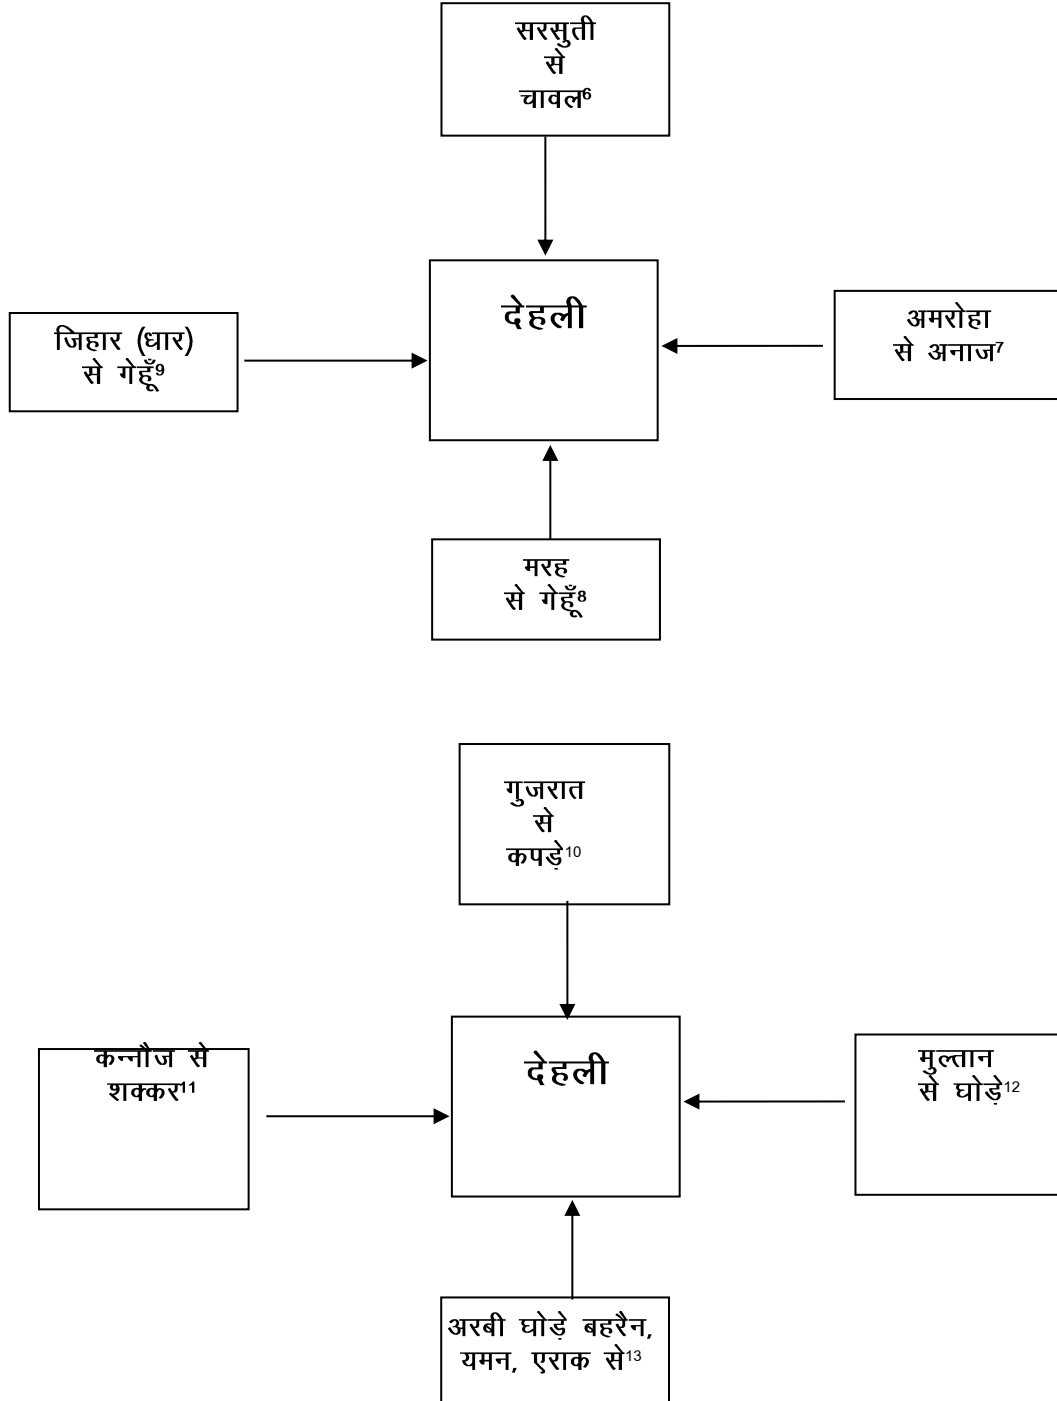 सरसुती
से
चावल⁶
देहली
जिहार (धार)
से गेहूँ⁹
अमरोहा
से अनाज⁷
मरह
से गेहूँ⁸
गुजरात
से
कपड़े¹⁰
देहली
कन्नौज से
शक्कर¹¹
मुल्तान
से घोड़े¹²
अरबी घोड़े बहरैन,
यमन, एराक से¹³